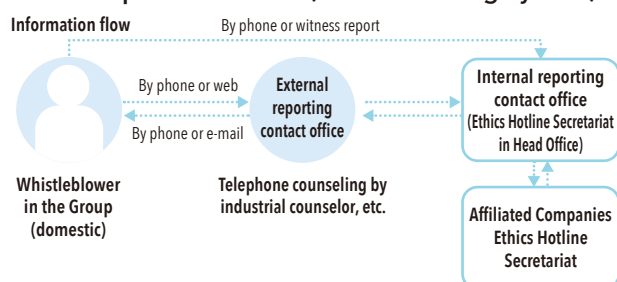 Information flow
By phone or witness report
By phone or web
By phone or e-mail
External
reporting
contact office
Internal reporting
contact office
(Ethics Hotline Secretariat
in Head Office)
Whistleblower
in the Group
(domestic)
Telephone counseling by
industrial counselor, etc.
Affiliated Companies
Ethics Hotline
Secretariat